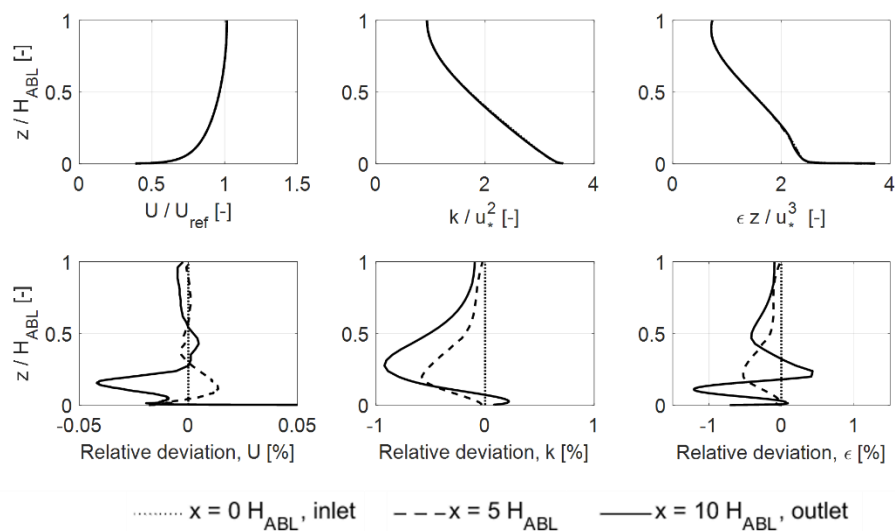 z / H_ABL [-]
1
0.5
0
0 0.5 1 1.5
U / U_ref [-]
1
0.5
0
0 2 4
k / u_*^2 [-]
1
0.5
0
0 2 4
ϵ z / u_*^3 [-]
z / H_ABL [-]
1
0.5
0
-0.05 0 0.05
Relative deviation, U [%]
1
0.5
0
-1 0 1
Relative deviation, k [%]
1
0.5
0
-1 0 1
Relative deviation, ϵ [%]
x = 0 H_ABL, inlet x = 5 H_ABL x = 10 H_ABL, outlet